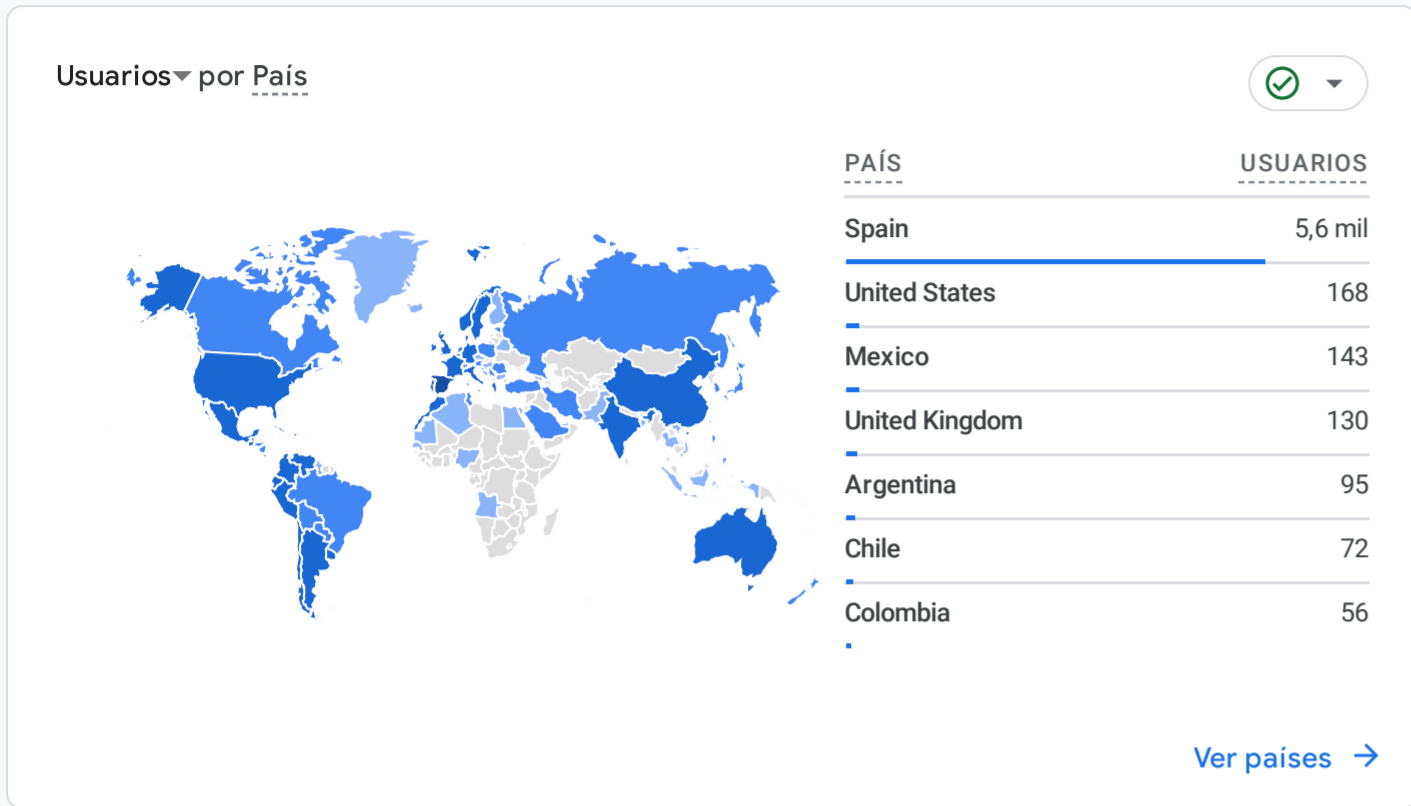 Usuarios por País
PAÍS USUARIOS
Spain 5,6 mil
United States 168
Mexico 143
United Kingdom 130
Argentina 95
Chile 72
Colombia 56
Ver países